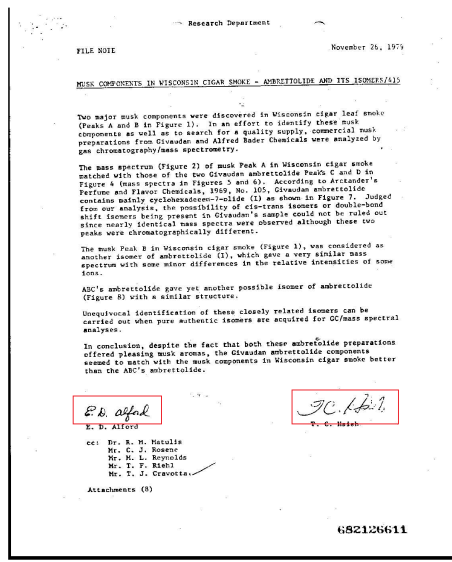 Research Department
FILE NOTE
November 26, 1979
MUSK COMPONENTS IN WISCONSIN CIGAR SMOKE - AMBRETTOLIDE AND ITS ISOMERS/415
Two major musk components were discovered in Wisconsin cigar leaf smoke
(Peaks A and B in Figure 1). In an effort to identify these musk
components as well as to search for a quality supply, commercial musk
preparations from Givaudan and Alfred Bader Chemicals were analyzed by
gas chromatography/mass spectrometry.
The mass spectrum (Figure 2) of musk Peak A in Wisconsin cigar smoke
matched with those of the two Givaudan ambrettolide Peaks C and D in
Figure 4 (mass spectra in Figures 5 and 6). According to Arctander's
Perfume and Flavor Chemicals, 1969, No. 105, Givaudan ambrettolide
contains mainly cyclohexadecen-7-olide (I) as shown in Figure 7. Judged
from our analysis, the possibility of cis-trans isomers or double-bond
shift isomers being present in Givaudan's sample could not be ruled out
since nearly identical mass spectra were observed although these two
peaks were chromatographically different.
The musk Peak B in Wisconsin cigar smoke (Figure 1), was considered as
another isomer of ambrettolide (I), which gave a very similar mass
spectrum with some minor differences in the relative intensities of some
ions.
ABC's ambrettolide gave yet another possible isomer of ambrettolide
(Figure 8) with a similar structure.
Unequivocal identification of these closely related isomers can be
carried out when pure authentic isomers are acquired for GC/mass spectral
analyses.
In conclusion, despite the fact that both these ambretolide preparations
offered pleasing musk aromas, the Givaudan ambrettolide components
seemed to match with the musk components in Wisconsin cigar smoke better
than the ABC's ambrettolide.
E. D. Alford
E. D. Alford
T. C. Hsieh
cc: Dr. R. M. Matulis
Mr. C. J. Rosene
Mr. M. L. Reynolds
Mr. T. F. Riehl
Mr. T. J. Cravotta
Attachments (8)
682126611